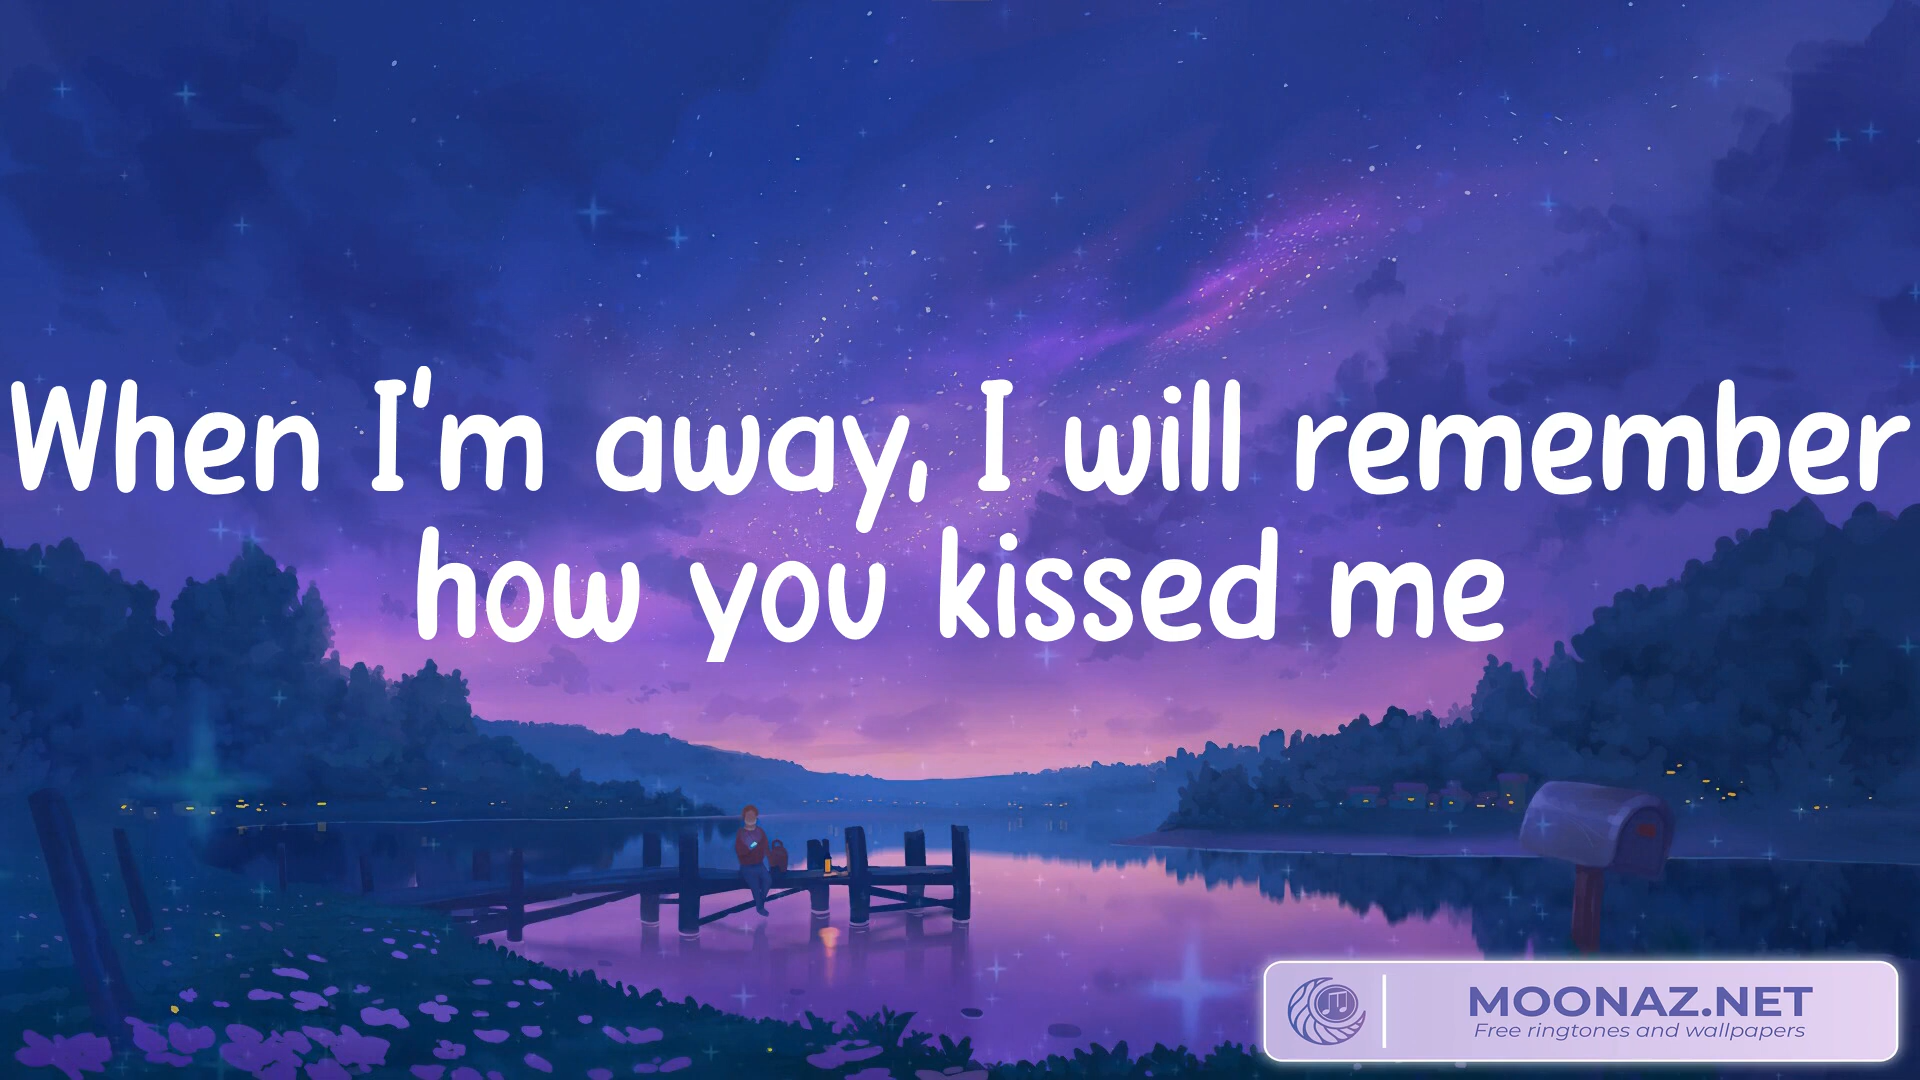 When I'm away, I will remember
how you kissed me
MOONAZ.NET
Free ringtones and wallpapers